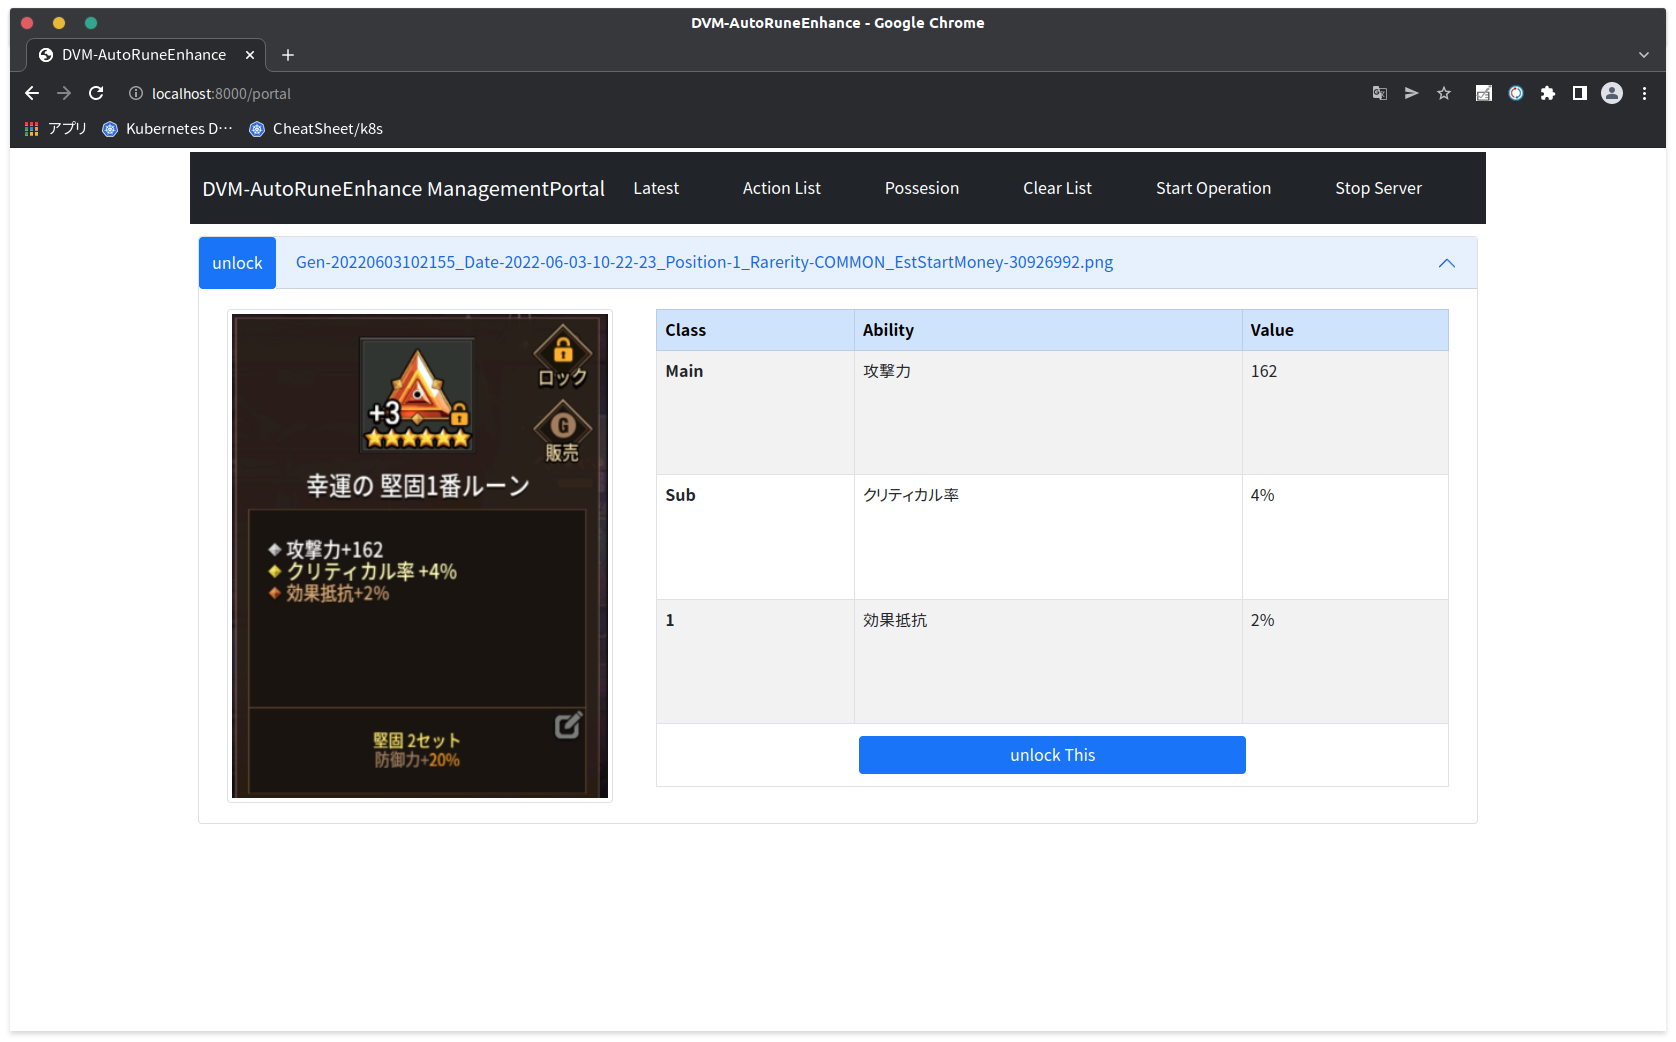 DVM-AutoRuneEnhance - Google Chrome
DVM-AutoRuneEnhance
localhost:8000/portal
アプリ Kubernetes D… CheatSheet/k8s
DVM-AutoRuneEnhance ManagementPortal Latest Action List Possesion Clear List Start Operation Stop Server
unlock Gen-20220603102155_Date-2022-06-03-10-22-23_Position-1_Rarerity-COMMON_EstStartMoney-30926992.png
ロック
+3
G
販売
幸運の 堅固1番ルーン
攻撃力+162
クリティカル率 +4%
効果抵抗+2%
堅固 2セット
防御力+20%
Class Ability Value
Main 攻撃力 162
Sub クリティカル率 4%
1 効果抵抗 2%
unlock This